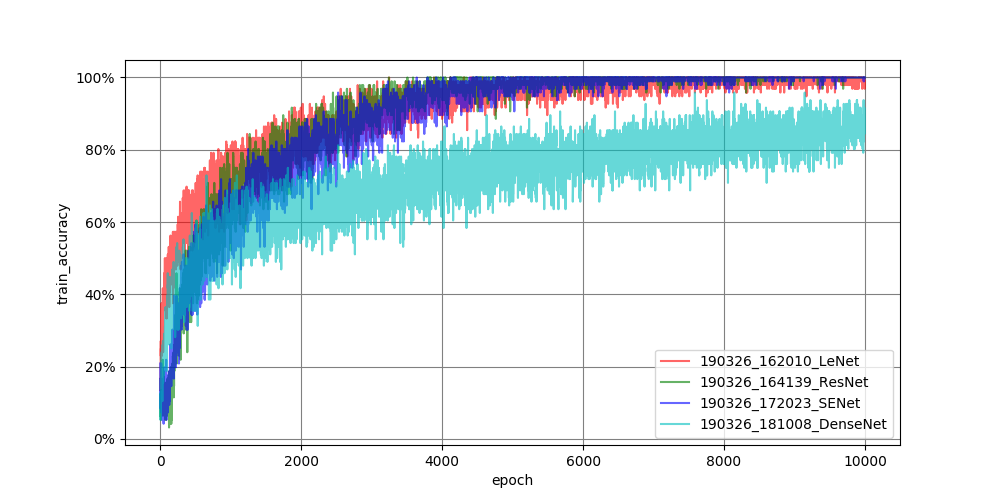 100%
80%
60%
40%
20%
0%
train_accuracy
0
2000
4000
6000
8000
10000
epoch
190326_162010_LeNet
190326_164139_ResNet
190326_172023_SENet
190326_181008_DenseNet